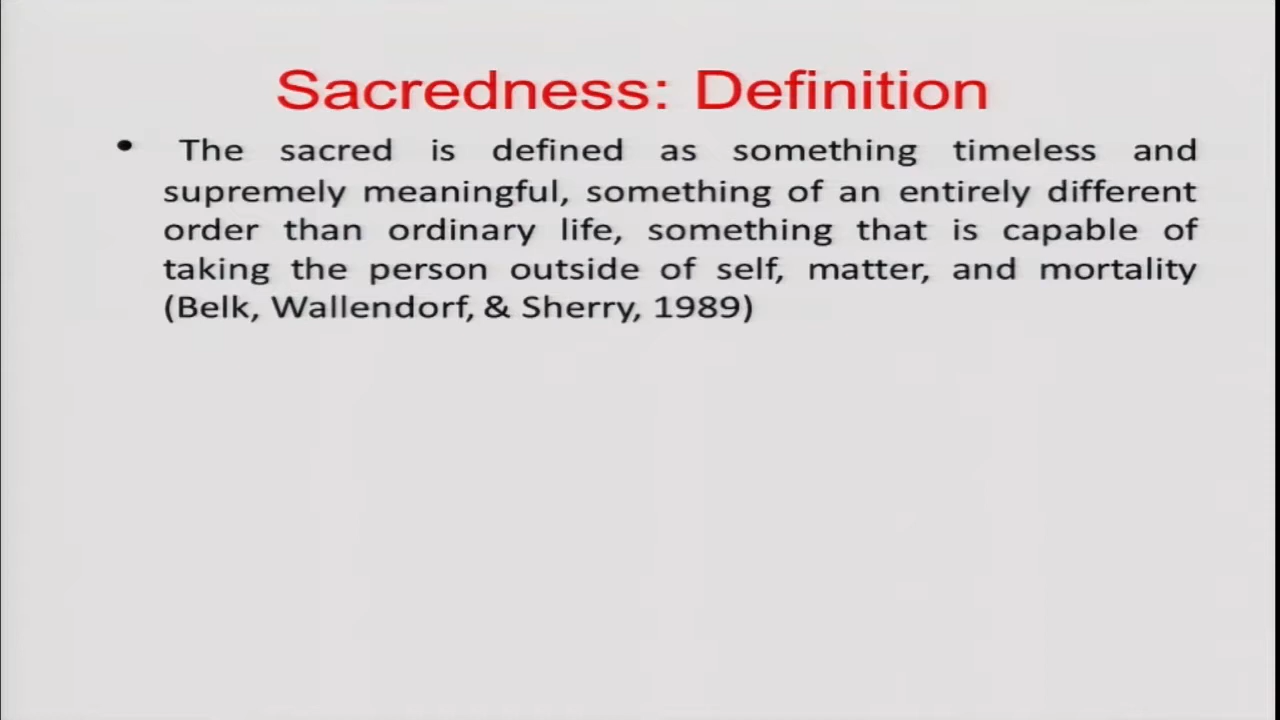 Sacredness: Definition
• The sacred is defined as something timeless and
supremely meaningful, something of an entirely different
order than ordinary life, something that is capable of
taking the person outside of self, matter, and mortality
(Belk, Wallendorf, & Sherry, 1989)